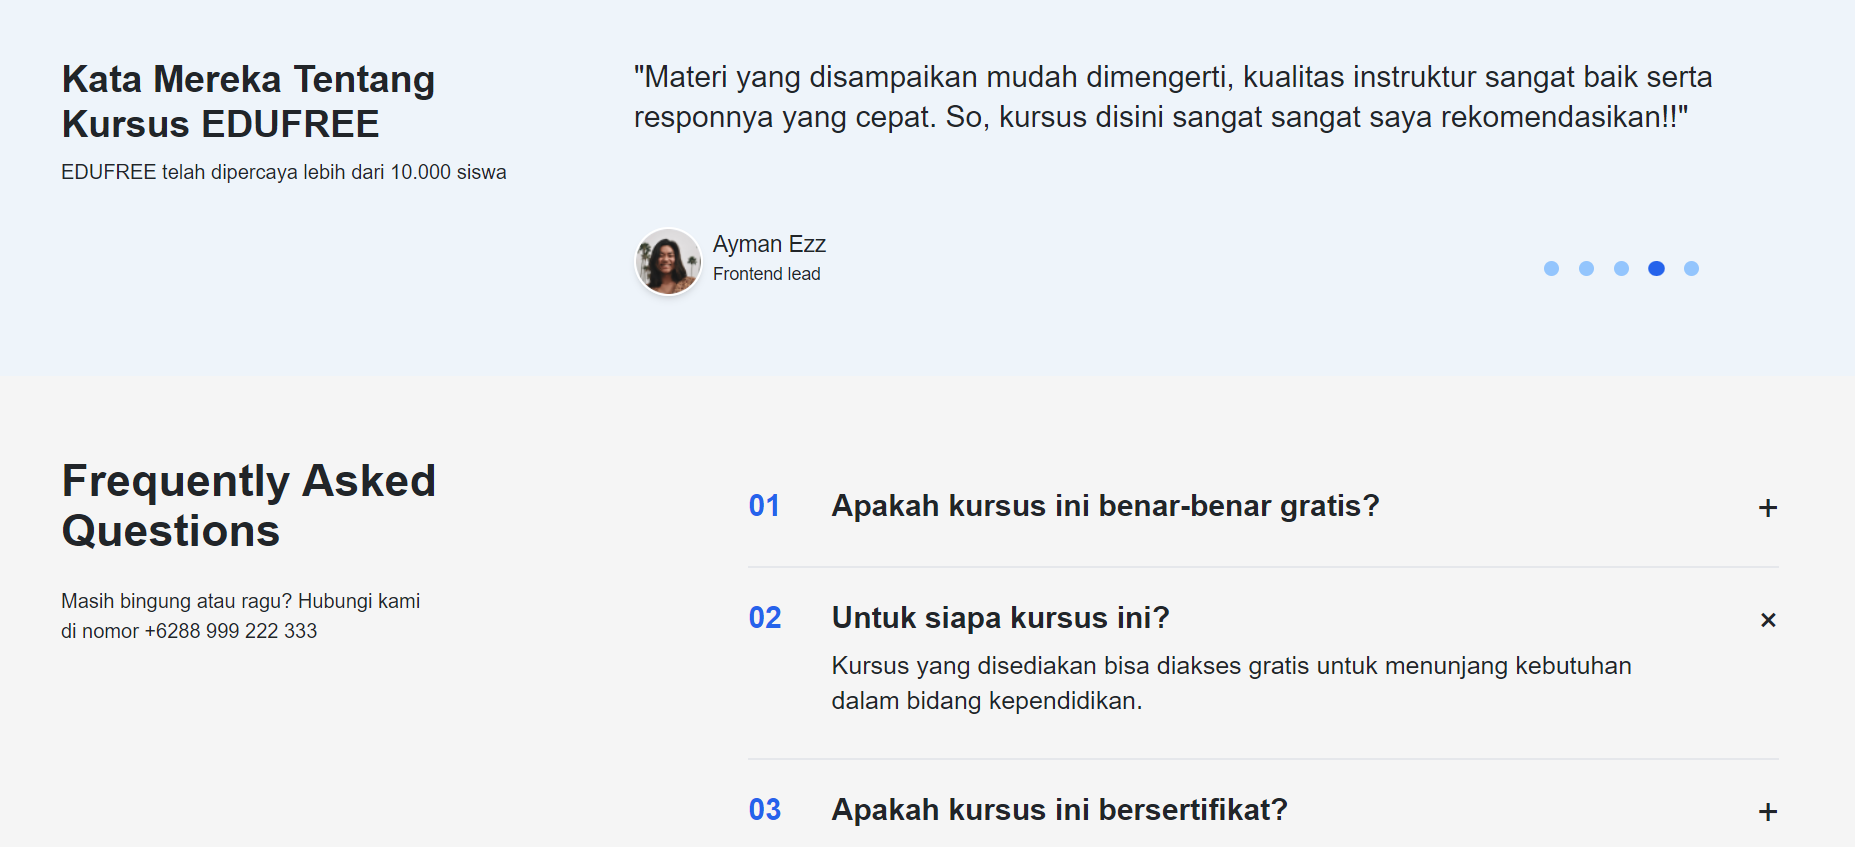 Kata Mereka Tentang
Kursus EDUFREE
EDUFREE telah dipercaya lebih dari 10.000 siswa
"Materi yang disampaikan mudah dimengerti, kualitas instruktur sangat baik serta
responnya yang cepat. So, kursus disini sangat sangat saya rekomendasikan!!"
Ayman Ezz
Frontend lead
Frequently Asked
Questions
Masih bingung atau ragu? Hubungi kami
di nomor +6288 999 222 333
01 Apakah kursus ini benar-benar gratis? +
02 Untuk siapa kursus ini? ×
Kursus yang disediakan bisa diakses gratis untuk menunjang kebutuhan
dalam bidang kependidikan.
03 Apakah kursus ini bersertifikat? +